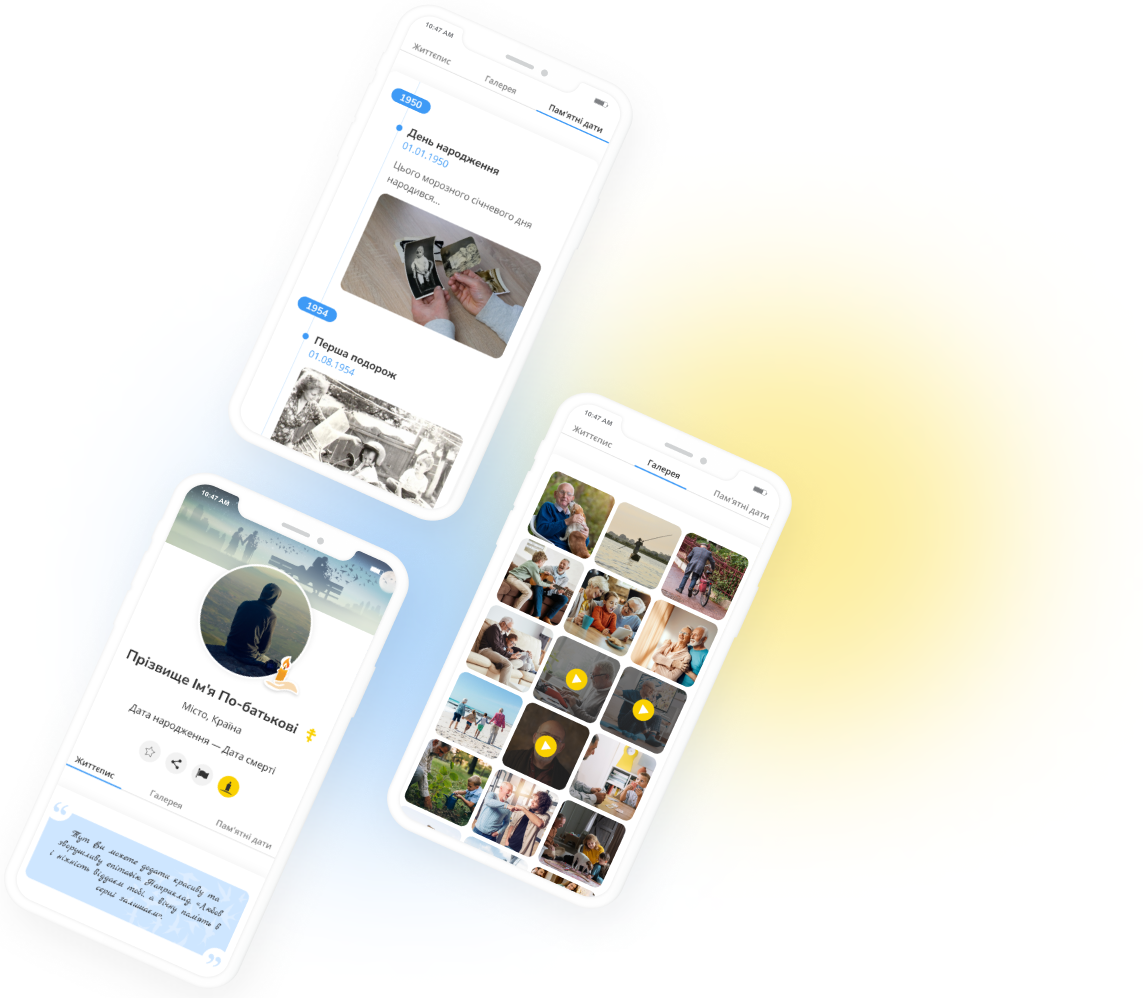 10:47 AM
Життєпис
Галерея
Пам'ятні дати
1950
День народження
01.01.1950
Цього морозного січневого дня
народився...
1954
Перша подорож
01.08.1954
10:47 AM
Життєпис
Галерея
Пам'ятні дати
10:47 AM
Прізвище Ім'я По-батькові
Місто, Країна
Дата народження — Дата смерті
Життєпис
Галерея
Пам'ятні дати
Тут Ви можете додати красиву та
зворушливу епітафію. Наприклад, "Любов
і ніжність віддаєм тобі, а вічну пам'ять в
серці залишаєм".